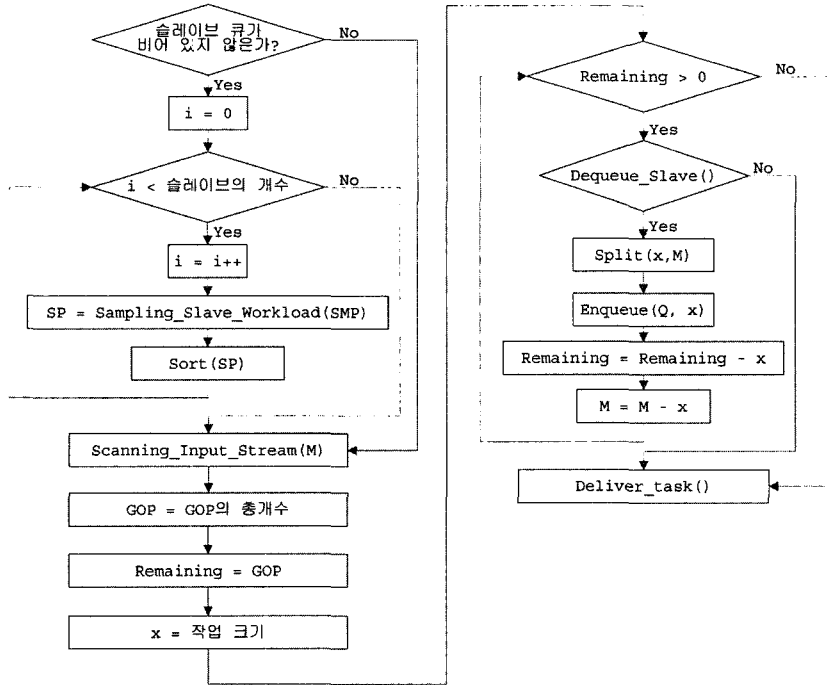 슬레이브 큐가
비어 있지 않은가?
No
Yes
i = 0
i < 슬레이브의 개수
No
Yes
i = i++
SP = Sampling_Slave_Workload(SMP)
Sort(SP)
Scanning_Input_Stream(M)
GOP = GOP의 총개수
Remaining = GOP
x = 작업 크기
Remaining > 0
No
Yes
Dequeue_Slave()
No
Yes
Split(x,M)
Enqueue(Q, x)
Remaining = Remaining - x
M = M - x
Deliver_task()